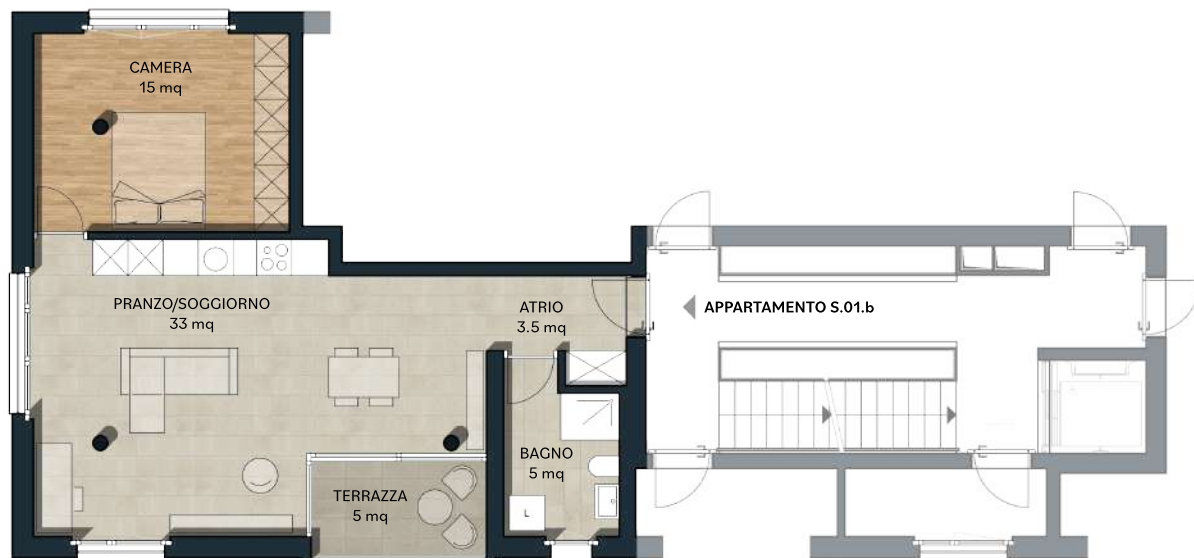 CAMERA
15 mq
PRANZO/SOGGIORNO
33 mq
ATRIO
3.5 mq
APPARTAMENTO S.01.b
BAGNO
5 mq
TERRAZZA
5 mq
L